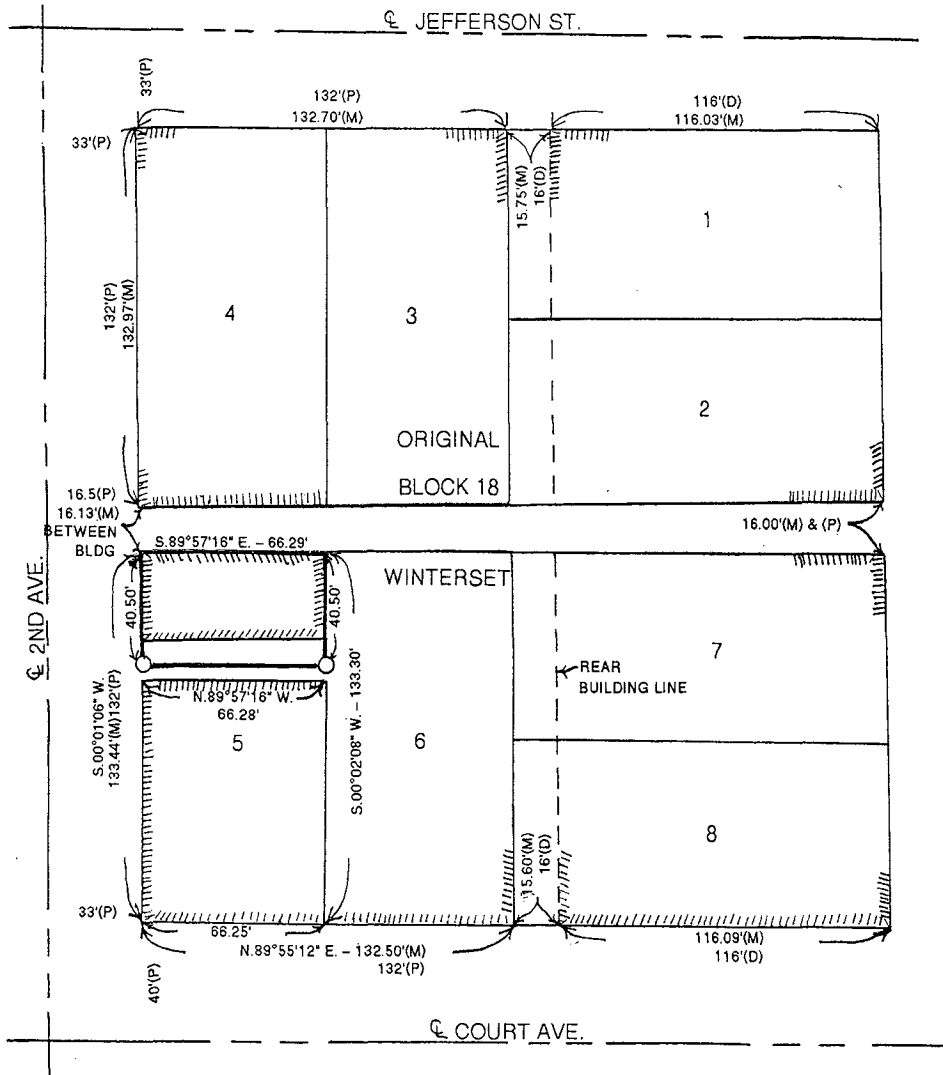 ℄ JEFFERSON ST.
33'(P)
132'(P)
132.70'(M)
116'(D)
116.03'(M)
33'(P)
15.75'(M)
16'(D)
1
132'(P)
132.97'(M)
4
3
2
ORIGINAL
BLOCK 18
16.5(P)
16.13'(M)
BETWEEN
BLDG
16.00'(M) & (P)
S.89°57'16" E. – 66.29'
WINTERSET
40.50'
40.50'
℄ 2ND AVE.
7
REAR
BUILDING LINE
N.89°57'16" W.
66.28'
S.00°01'06" W.
133.44'(M)132'(P)
5
S.00°02'08" W. – 133.30'
6
8
15.60'(M)
16'(D)
33'(P)
66.25'
N.89°55'12" E. – 132.50'(M)
132'(P)
116.09'(M)
116'(D)
40'(P)
℄ COURT AVE.